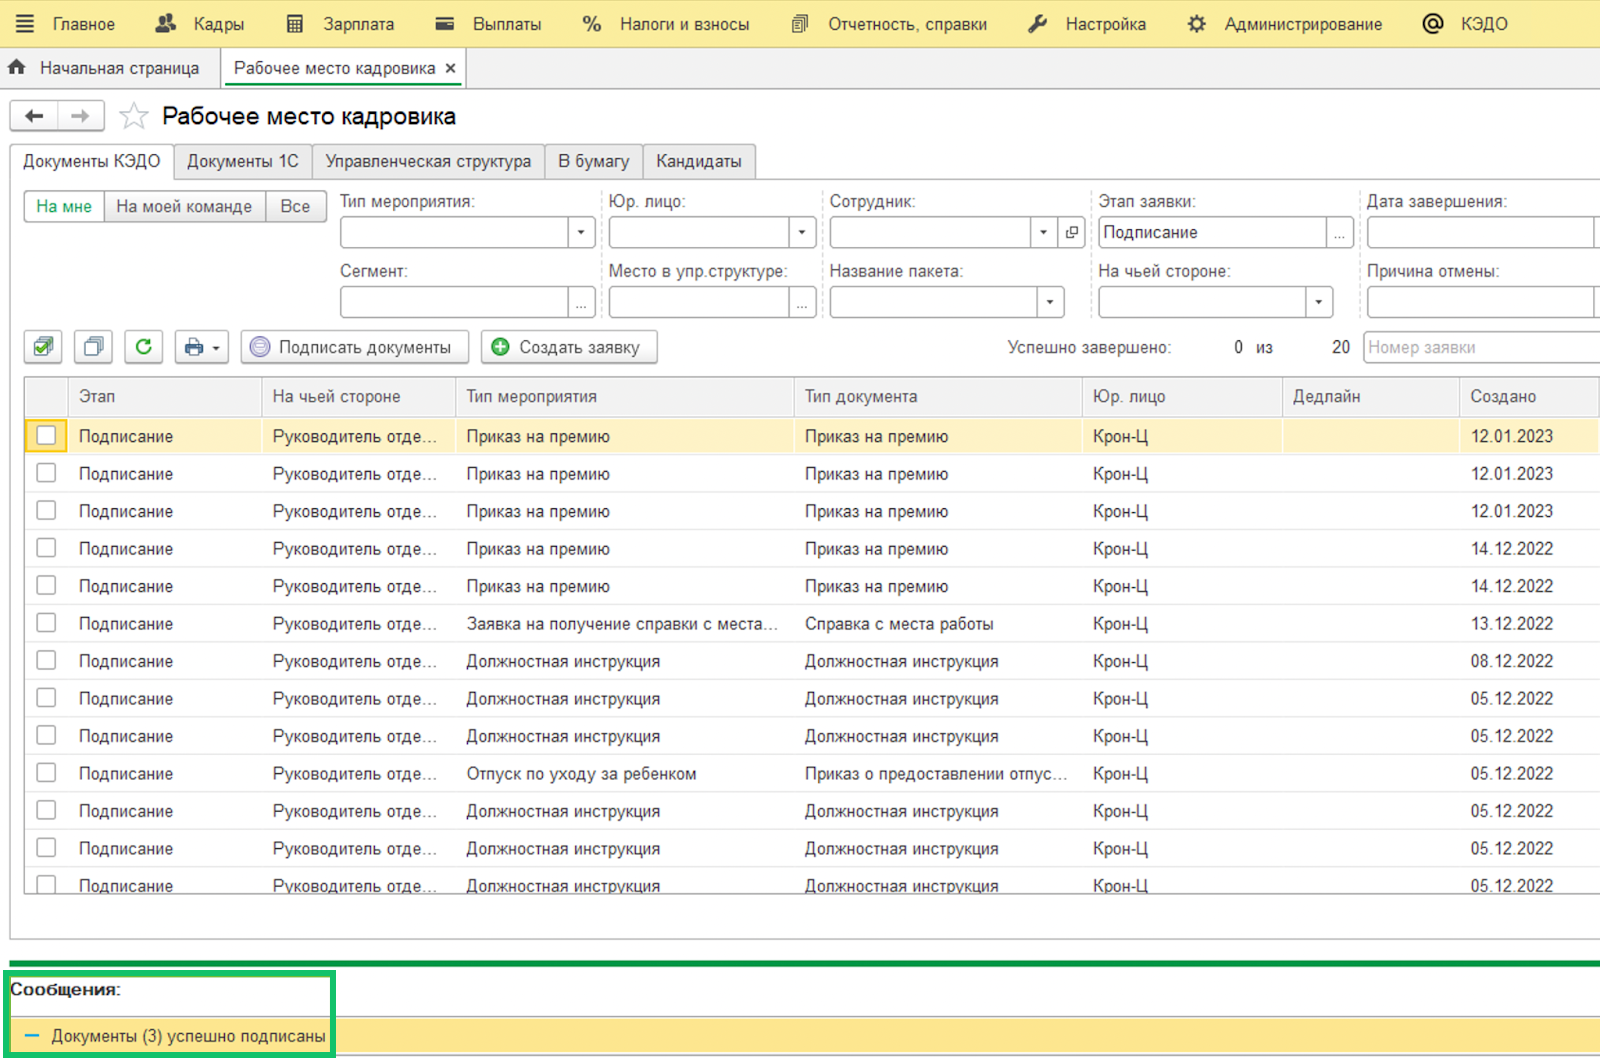 Главное Кадры Зарплата Выплаты Налоги и взносы Отчетность, справки Настройка Администрирование КЭДО
Начальная страница Рабочее место кадровика ×
Рабочее место кадровика
Документы КЭДО Документы 1С Управленческая структура В бумагу Кандидаты
На мне На моей команде Все Тип мероприятия: Юр. лицо: Сотрудник: Этап заявки: Дата завершения:
Подписание ...
Сегмент: Место в упр.структуре: Название пакета: На чьей стороне: Причина отмены:
... ...
Подписать документы Создать заявку Успешно завершено: 0 из 20 Номер заявки
Этап На чьей стороне Тип мероприятия Тип документа Юр. лицо Дедлайн Создано
Подписание Руководитель отде... Приказ на премию Приказ на премию Крон-Ц 12.01.2023
Подписание Руководитель отде... Приказ на премию Приказ на премию Крон-Ц 12.01.2023
Подписание Руководитель отде... Приказ на премию Приказ на премию Крон-Ц 12.01.2023
Подписание Руководитель отде... Приказ на премию Приказ на премию Крон-Ц 14.12.2022
Подписание Руководитель отде... Приказ на премию Приказ на премию Крон-Ц 14.12.2022
Подписание Руководитель отде... Заявка на получение справки с места... Справка с места работы Крон-Ц 13.12.2022
Подписание Руководитель отде... Должностная инструкция Должностная инструкция Крон-Ц 08.12.2022
Подписание Руководитель отде... Должностная инструкция Должностная инструкция Крон-Ц 05.12.2022
Подписание Руководитель отде... Должностная инструкция Должностная инструкция Крон-Ц 05.12.2022
Подписание Руководитель отде... Отпуск по уходу за ребенком Приказ о предоставлении отпус... Крон-Ц 05.12.2022
Подписание Руководитель отде... Должностная инструкция Должностная инструкция Крон-Ц 05.12.2022
Подписание Руководитель отде... Должностная инструкция Должностная инструкция Крон-Ц 05.12.2022
Подписание Руководитель отде... Должностная инструкция Должностная инструкция Крон-Ц 05.12.2022
Сообщения:
— Документы (3) успешно подписаны